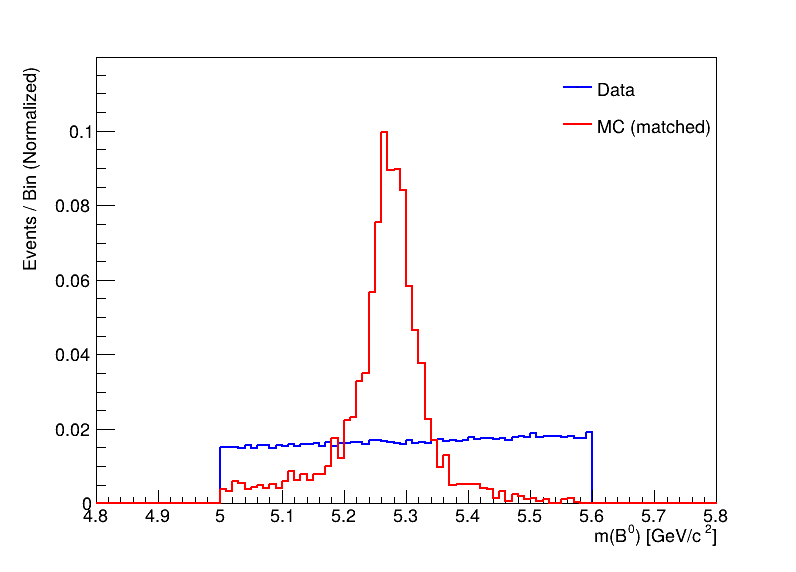 Events / Bin (Normalized)
Data
MC (matched)
0.1
0.08
0.06
0.04
0.02
0
4.8 4.9 5 5.1 5.2 5.3 5.4 5.5 5.6 5.7 5.8
m(B⁰) [GeV/c²]